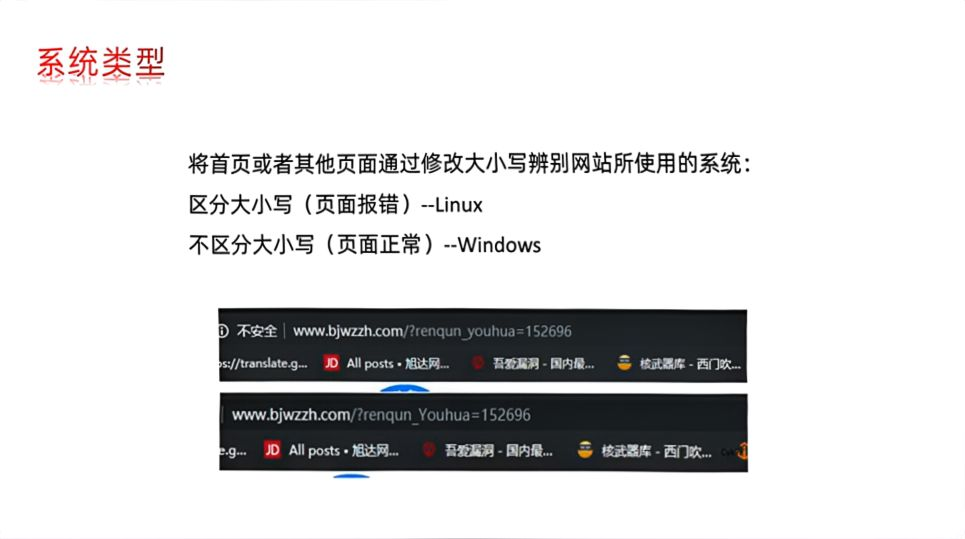 系统类型
将首页或者其他页面通过修改大小写辨别网站所使用的系统：
区分大小写（页面报错）--Linux
不区分大小写（页面正常）--Windows
不安全 | www.bjwzzh.com/?renqun_youhua=152696
ps://translate.g... JD All posts • 旭达网... 吾爱漏洞 - 国内最... 核武器库 - 西门吹...
www.bjwzzh.com/?renqun_Youhua=152696
e.g... JD All posts • 旭达网... 吾爱漏洞 - 国内最... 核武器库 - 西门吹...